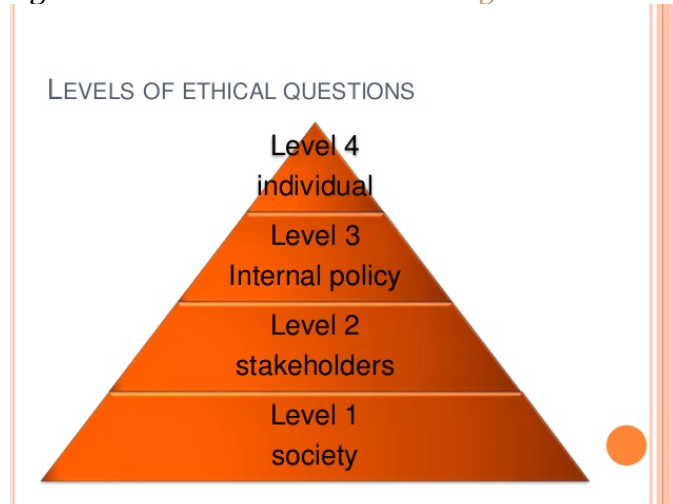 LEVELS OF ETHICAL QUESTIONS
Level 4
individual
Level 3
Internal policy
Level 2
stakeholders
Level 1
society